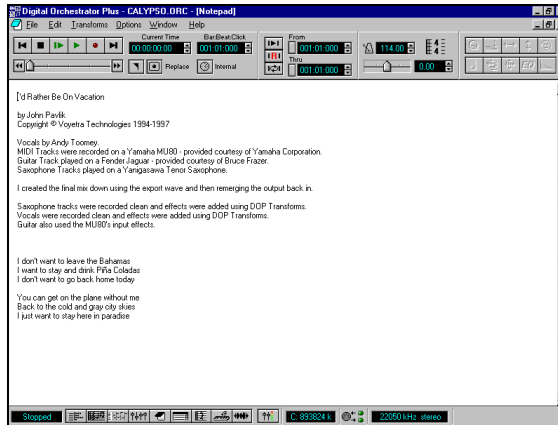 Digital Orchestrator Plus - CALYPSO.ORC - [Notepad]
File Edit Transforms Options Window Help
Current Time Bar:Beat:Click From
00:00:00:00 001:01:000 001:01:000 114.00 4 4
Thru
Replace Internal 001:01:000 0.00 EQ
'd Rather Be On Vacation
by John Pavlik
Copyright © Voyetra Technologies 1994-1997
Vocals by Andy Toomey.
MIDI Tracks were recorded on a Yamaha MU80 - provided courtesy of Yamaha Corporation.
Guitar Track played on a Fender Jaguar - provided courtesy of Bruce Frazer.
Saxophone Tracks played on a Yanigasawa Tenor Saxophone.
I created the final mix down using the export wave and then remerging the output back in.
Saxophone tracks were recorded clean and effects were added using DOP Transforms.
Vocals were recorded clean and effects were added using DOP Transforms.
Guitar also used the MU80's input effects.
I don't want to leave the Bahamas
I want to stay and drink Piña Coladas
I don't want to go back home today
You can get on the plane without me
Back to the cold and gray city skies
I just want to stay here in paradise
Stopped C: 893824 k 22050 kHz stereo